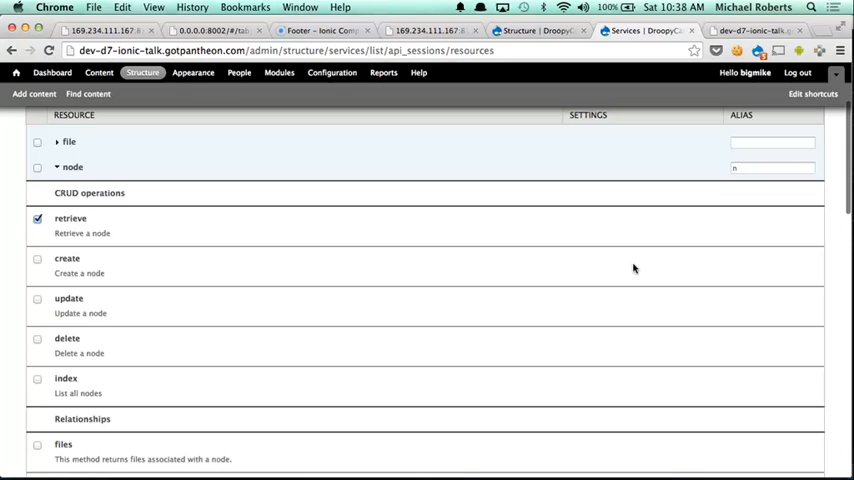 Chrome File Edit View History Bookmarks Window Help 100% Sat 10:38 AM Michael Roberts
169.234.111.167:8 0.0.0.0:8002/#/tab Footer – Ionic Comp 169.234.111.167:8 Structure | DroopyC Services | DroopyCa dev-d7-ionic-talk.go
dev-d7-ionic-talk.gotpantheon.com/admin/structure/services/list/api_sessions/resources
Dashboard Content Structure Appearance People Modules Configuration Reports Help Hello bigmike Log out
Add content Find content Edit shortcuts
RESOURCE SETTINGS ALIAS
file
node n
CRUD operations
retrieve
Retrieve a node
create
Create a node
update
Update a node
delete
Delete a node
index
List all nodes
Relationships
files
This method returns files associated with a node.